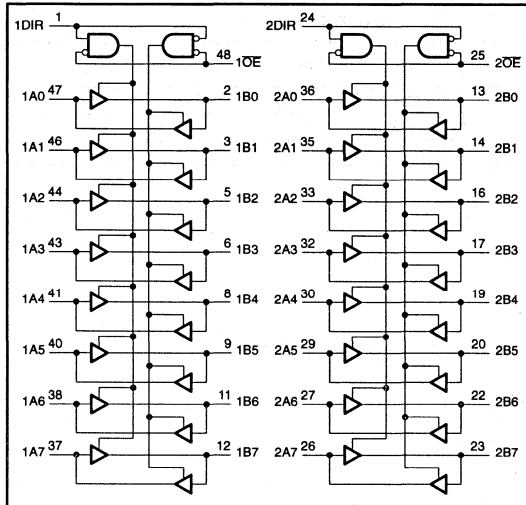 1DIR 1 2DIR 24
48 1OE 25 2OE
1A0 47 2 1B0 2A0 36 13 2B0
1A1 46 3 1B1 2A1 35 14 2B1
1A2 44 5 1B2 2A2 33 16 2B2
1A3 43 6 1B3 2A3 32 17 2B3
1A4 41 8 1B4 2A4 30 19 2B4
1A5 40 9 1B5 2A5 29 20 2B5
1A6 38 11 1B6 2A6 27 22 2B6
1A7 37 12 1B7 2A7 26 23 2B7